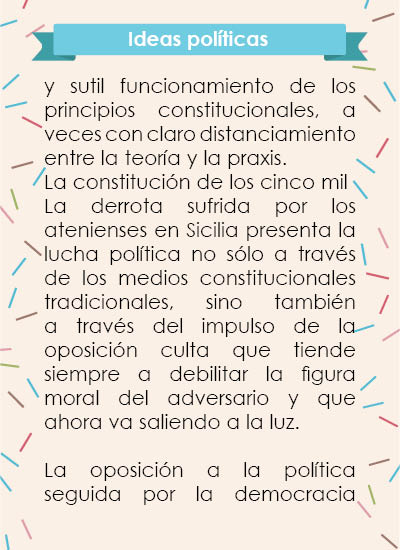 Ideas políticas
y sutil funcionamiento de los
principios constitucionales, a
veces con claro distanciamiento
entre la teoría y la praxis.
La constitución de los cinco mil
La derrota sufrida por los
atenienses en Sicilia presenta la
lucha política no sólo a través
de los medios constitucionales
tradicionales, sino también
a través del impulso de la
oposición culta que tiende
siempre a debilitar la figura
moral del adversario y que
ahora va saliendo a la luz.
La oposición a la política
seguida por la democracia